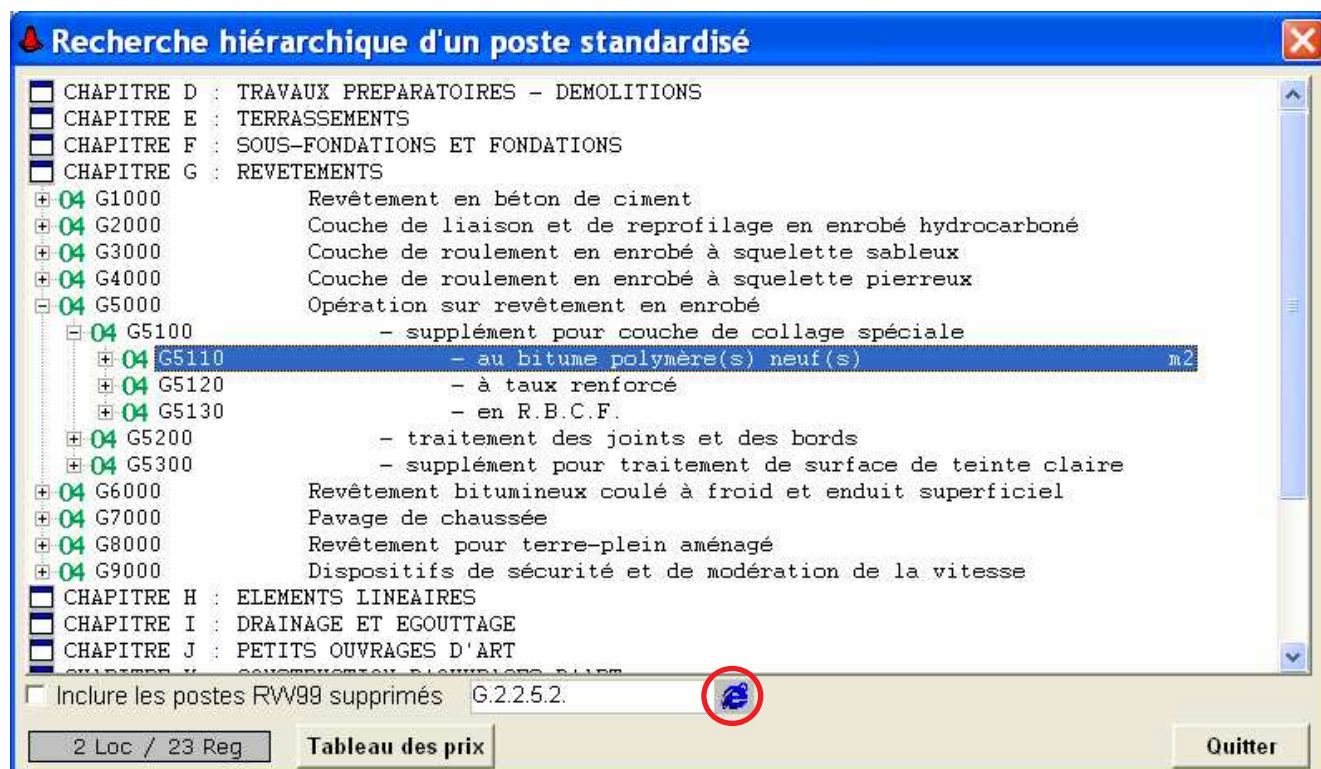 Recherche hiérarchique d'un poste standardisé
CHAPITRE D : TRAVAUX PREPARATOIRES – DEMOLITIONS
CHAPITRE E : TERRASSEMENTS
CHAPITRE F : SOUS–FONDATIONS ET FONDATIONS
CHAPITRE G : REVETEMENTS
04 G1000 Revêtement en béton de ciment
04 G2000 Couche de liaison et de reprofilage en enrobé hydrocarboné
04 G3000 Couche de roulement en enrobé à squelette sableux
04 G4000 Couche de roulement en enrobé à squelette pierreux
04 G5000 Opération sur revêtement en enrobé
04 G5100 – supplément pour couche de collage spéciale
04 G5110 – au bitume polymère(s) neuf(s) m2
04 G5120 – à taux renforcé
04 G5130 – en R.B.C.F.
04 G5200 – traitement des joints et des bords
04 G5300 – supplément pour traitement de surface de teinte claire
04 G6000 Revêtement bitumineux coulé à froid et enduit superficiel
04 G7000 Pavage de chaussée
04 G8000 Revêtement pour terre–plein aménagé
04 G9000 Dispositifs de sécurité et de modération de la vitesse
CHAPITRE H : ELEMENTS LINEAIRES
CHAPITRE I : DRAINAGE ET EGOUTTAGE
CHAPITRE J : PETITS OUVRAGES D'ART
Inclure les postes RW99 supprimés G.2.2.5.2.
2 Loc / 23 Reg Tableau des prix Quitter